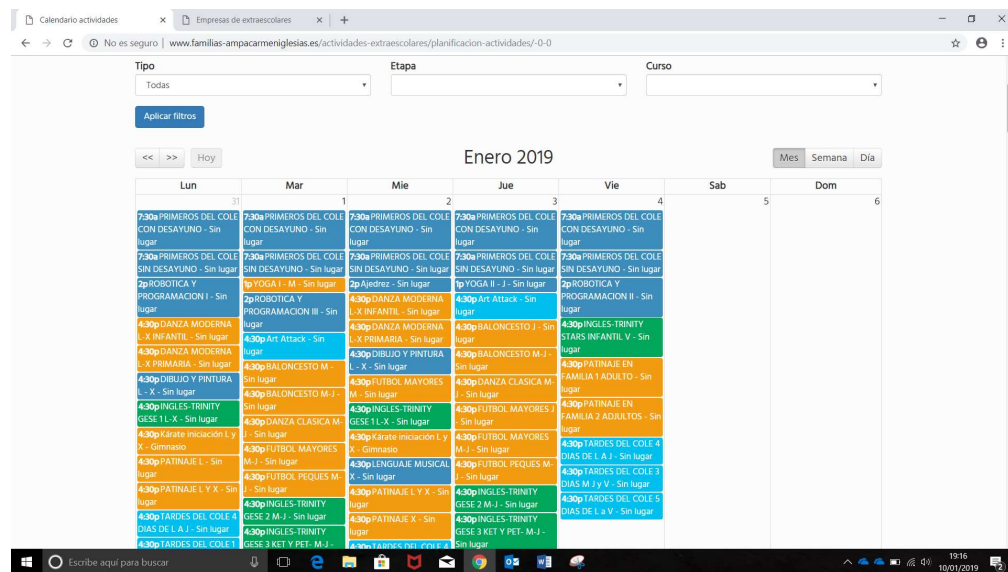 Calendario actividades
Empresas de extraescolares
No es seguro | www.familias-ampacarmeniglesias.es/actividades-extraescolares/planificacion-actividades/-0-0
Tipo Etapa Curso
Todas
Aplicar filtros
<< >> Hoy
Enero 2019
Mes Semana Día
Lun Mar Mie Jue Vie Sab Dom
31 1 2 3 4 5 6
7:30a PRIMEROS DEL COLE
CON DESAYUNO - Sin
lugar
7:30a PRIMEROS DEL COLE
SIN DESAYUNO - Sin lugar
2p ROBOTICA Y
PROGRAMACION I - Sin
lugar
4:30p DANZA MODERNA
L-X INFANTIL - Sin lugar
4:30p DANZA MODERNA
L-X PRIMARIA - Sin lugar
4:30p DIBUJO Y PINTURA
L - X - Sin lugar
4:30p INGLES-TRINITY
GESE 1 L-X - Sin lugar
4:30p Kárate iniciación L y
X - Gimnasio
4:30p PATINAJE L - Sin
lugar
4:30p PATINAJE L Y X - Sin
lugar
4:30p TARDES DEL COLE 4
DIAS DE L A J - Sin lugar
4:30p TARDES DEL COLE 1
7:30a PRIMEROS DEL COLE
CON DESAYUNO - Sin
lugar
7:30a PRIMEROS DEL COLE
SIN DESAYUNO - Sin lugar
1p YOGA I - M - Sin lugar
2p ROBOTICA Y
PROGRAMACION III - Sin
lugar
4:30p Art Attack - Sin
lugar
4:30p BALONCESTO M -
Sin lugar
4:30p BALONCESTO M-J -
Sin lugar
4:30p DANZA CLASICA M-
J - Sin lugar
4:30p FUTBOL MAYORES
M-J - Sin lugar
4:30p FUTBOL PEQUES M-
J - Sin lugar
4:30p INGLES-TRINITY
GESE 2 M-J - Sin lugar
4:30p INGLES-TRINITY
GESE 3 KET Y PET- M-J -
7:30a PRIMEROS DEL COLE
CON DESAYUNO - Sin
lugar
7:30a PRIMEROS DEL COLE
SIN DESAYUNO - Sin lugar
2p Ajedrez - Sin lugar
4:30p DANZA MODERNA
L-X INFANTIL - Sin lugar
4:30p DANZA MODERNA
L-X PRIMARIA - Sin lugar
4:30p DIBUJO Y PINTURA
L - X - Sin lugar
4:30p FUTBOL MAYORES
M - Sin lugar
4:30p INGLES-TRINITY
GESE 1 L-X - Sin lugar
4:30p Kárate iniciación L y
X - Gimnasio
4:30p LENGUAJE MUSICAL
X - Sin lugar
4:30p PATINAJE L Y X - Sin
lugar
4:30p PATINAJE X - Sin
lugar
4:30p TARDES DEL COLE 4
7:30a PRIMEROS DEL COLE
CON DESAYUNO - Sin
lugar
7:30a PRIMEROS DEL COLE
SIN DESAYUNO - Sin lugar
1p YOGA II - J - Sin lugar
4:30p Art Attack - Sin
lugar
4:30p BALONCESTO J - Sin
lugar
4:30p BALONCESTO M-J -
Sin lugar
4:30p DANZA CLASICA M-
J - Sin lugar
4:30p FUTBOL MAYORES J
- Sin lugar
4:30p FUTBOL MAYORES
M-J - Sin lugar
4:30p FUTBOL PEQUES M-
J - Sin lugar
4:30p INGLES-TRINITY
GESE 2 M-J - Sin lugar
4:30p INGLES-TRINITY
GESE 3 KET Y PET- M-J -
Sin lugar
7:30a PRIMEROS DEL COLE
CON DESAYUNO - Sin
lugar
7:30a PRIMEROS DEL COLE
SIN DESAYUNO - Sin lugar
2p ROBOTICA Y
PROGRAMACION II - Sin
lugar
4:30p INGLES-TRINITY
STARS INFANTIL V - Sin
lugar
4:30p PATINAJE EN
FAMILIA 1 ADULTO - Sin
lugar
4:30p PATINAJE EN
FAMILIA 2 ADJULTOS - Sin
lugar
4:30p TARDES DEL COLE 4
DIAS DE L A J - Sin lugar
4:30p TARDES DEL COLE 3
DIAS M J y V - Sin lugar
4:30p TARDES DEL COLE 5
DIAS DE L a V - Sin lugar
Escribe aquí para buscar
19:16
10/01/2019